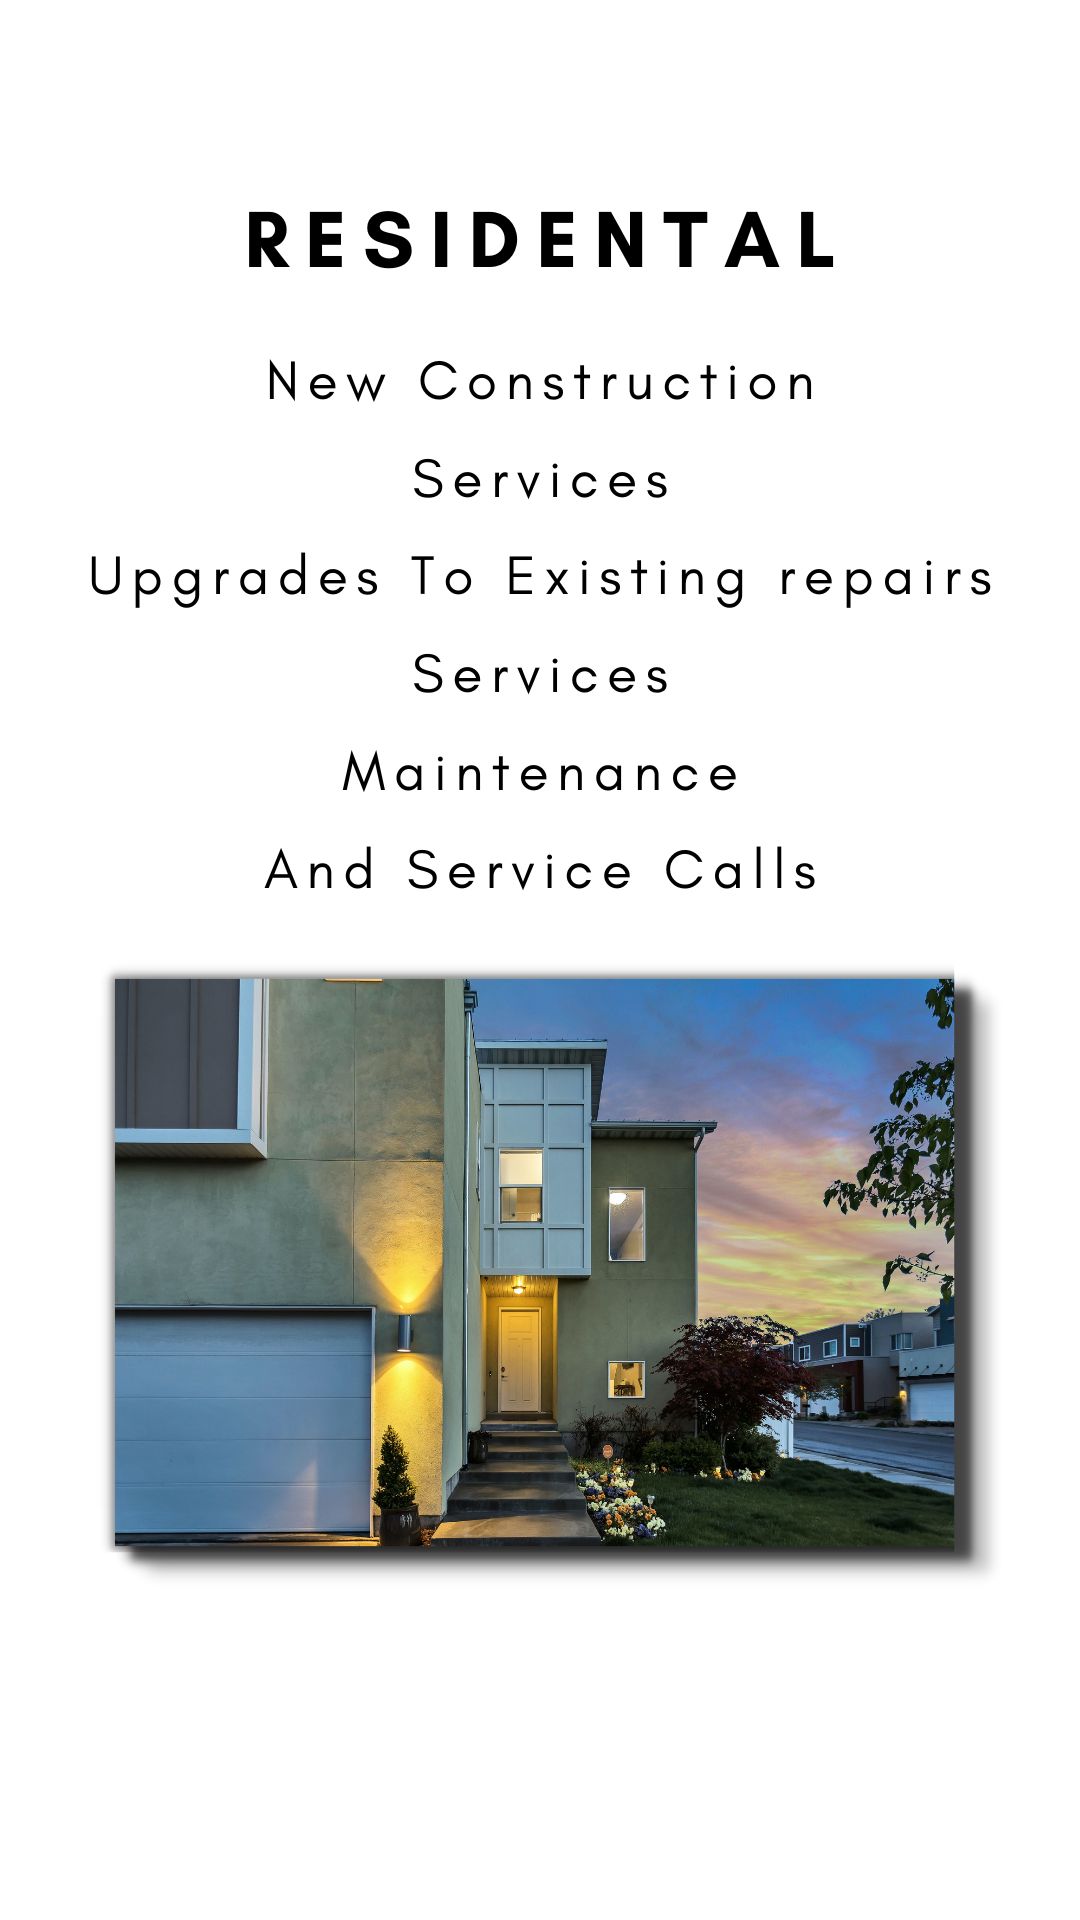 RESIDENTAL
New Construction
Services
Upgrades To Existing repairs
Services
Maintenance
And Service Calls